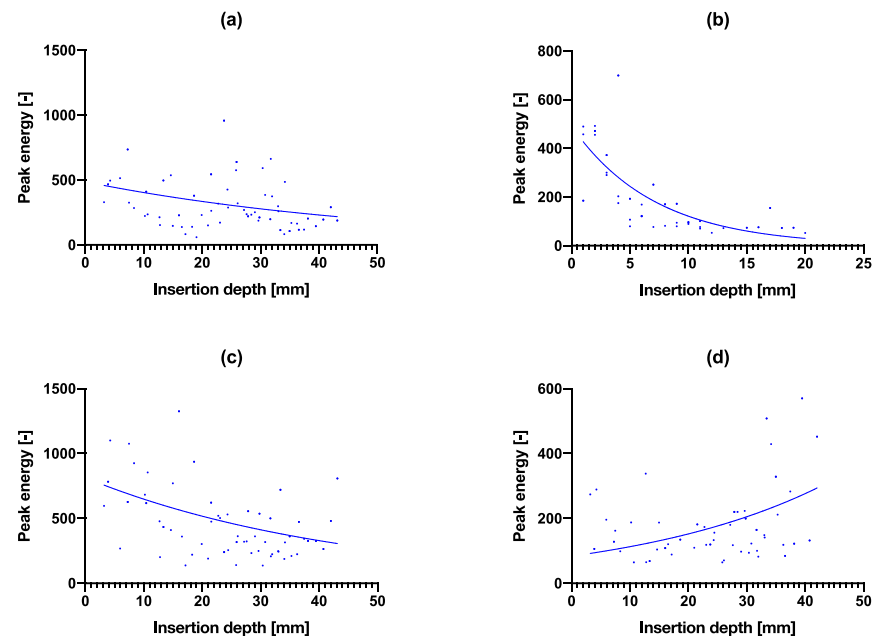 (a)
Peak energy [-]
1500
1000
500
0
0 10 20 30 40 50
Insertion depth [mm]
(b)
Peak energy [-]
800
600
400
200
0
0 5 10 15 20 25
Insertion depth [mm]
(c)
Peak energy [-]
1500
1000
500
0
0 10 20 30 40 50
Insertion depth [mm]
(d)
Peak energy [-]
600
400
200
0
0 10 20 30 40 50
Insertion depth [mm]